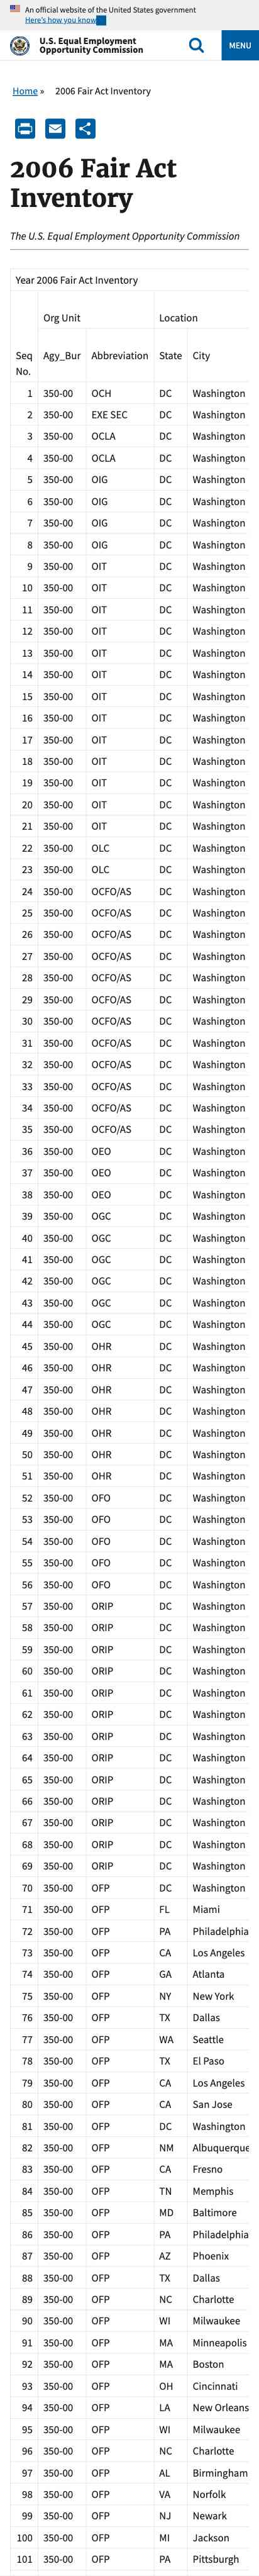 An official website of the United States government
Here's how you know
U.S. Equal Employment
Opportunity Commission
MENU
Home » 2006 Fair Act Inventory
2006 Fair Act
Inventory
The U.S. Equal Employment Opportunity Commission
Year 2006 Fair Act Inventory
Org Unit Location
Seq No. Agy_Bur Abbreviation State City
1 350-00 OCH DC Washington
2 350-00 EXE SEC DC Washington
3 350-00 OCLA DC Washington
4 350-00 OCLA DC Washington
5 350-00 OIG DC Washington
6 350-00 OIG DC Washington
7 350-00 OIG DC Washington
8 350-00 OIG DC Washington
9 350-00 OIT DC Washington
10 350-00 OIT DC Washington
11 350-00 OIT DC Washington
12 350-00 OIT DC Washington
13 350-00 OIT DC Washington
14 350-00 OIT DC Washington
15 350-00 OIT DC Washington
16 350-00 OIT DC Washington
17 350-00 OIT DC Washington
18 350-00 OIT DC Washington
19 350-00 OIT DC Washington
20 350-00 OIT DC Washington
21 350-00 OIT DC Washington
22 350-00 OLC DC Washington
23 350-00 OLC DC Washington
24 350-00 OCFO/AS DC Washington
25 350-00 OCFO/AS DC Washington
26 350-00 OCFO/AS DC Washington
27 350-00 OCFO/AS DC Washington
28 350-00 OCFO/AS DC Washington
29 350-00 OCFO/AS DC Washington
30 350-00 OCFO/AS DC Washington
31 350-00 OCFO/AS DC Washington
32 350-00 OCFO/AS DC Washington
33 350-00 OCFO/AS DC Washington
34 350-00 OCFO/AS DC Washington
35 350-00 OCFO/AS DC Washington
36 350-00 OEO DC Washington
37 350-00 OEO DC Washington
38 350-00 OEO DC Washington
39 350-00 OGC DC Washington
40 350-00 OGC DC Washington
41 350-00 OGC DC Washington
42 350-00 OGC DC Washington
43 350-00 OGC DC Washington
44 350-00 OGC DC Washington
45 350-00 OHR DC Washington
46 350-00 OHR DC Washington
47 350-00 OHR DC Washington
48 350-00 OHR DC Washington
49 350-00 OHR DC Washington
50 350-00 OHR DC Washington
51 350-00 OHR DC Washington
52 350-00 OFO DC Washington
53 350-00 OFO DC Washington
54 350-00 OFO DC Washington
55 350-00 OFO DC Washington
56 350-00 OFO DC Washington
57 350-00 ORIP DC Washington
58 350-00 ORIP DC Washington
59 350-00 ORIP DC Washington
60 350-00 ORIP DC Washington
61 350-00 ORIP DC Washington
62 350-00 ORIP DC Washington
63 350-00 ORIP DC Washington
64 350-00 ORIP DC Washington
65 350-00 ORIP DC Washington
66 350-00 ORIP DC Washington
67 350-00 ORIP DC Washington
68 350-00 ORIP DC Washington
69 350-00 ORIP DC Washington
70 350-00 OFP DC Washington
71 350-00 OFP FL Miami
72 350-00 OFP PA Philadelphia
73 350-00 OFP CA Los Angeles
74 350-00 OFP GA Atlanta
75 350-00 OFP NY New York
76 350-00 OFP TX Dallas
77 350-00 OFP WA Seattle
78 350-00 OFP TX El Paso
79 350-00 OFP CA Los Angeles
80 350-00 OFP CA San Jose
81 350-00 OFP DC Washington
82 350-00 OFP NM Albuquerque
83 350-00 OFP CA Fresno
84 350-00 OFP TN Memphis
85 350-00 OFP MD Baltimore
86 350-00 OFP PA Philadelphia
87 350-00 OFP AZ Phoenix
88 350-00 OFP TX Dallas
89 350-00 OFP NC Charlotte
90 350-00 OFP WI Milwaukee
91 350-00 OFP MA Minneapolis
92 350-00 OFP MA Boston
93 350-00 OFP OH Cincinnati
94 350-00 OFP LA New Orleans
95 350-00 OFP WI Milwaukee
96 350-00 OFP NC Charlotte
97 350-00 OFP AL Birmingham
98 350-00 OFP VA Norfolk
99 350-00 OFP NJ Newark
100 350-00 OFP MI Jackson
101 350-00 OFP PA Pittsburgh